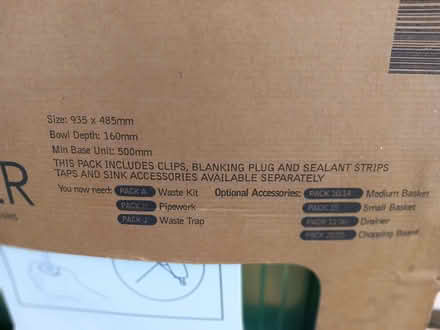 Size: 935 x 485mm
Bowl Depth: 160mm
Min Base Unit: 500mm
THIS PACK INCLUDES CLIPS, BLANKING PLUG AND SEALANT STRIPS
TAPS AND SINK ACCESSORIES AVAILABLE SEPARATELY
ER
You now need: PACK A Waste Kit Optional Accessories: Medium Basket
Pipework Small Basket
PACK J Waste Trap Drainer
Chopping Board